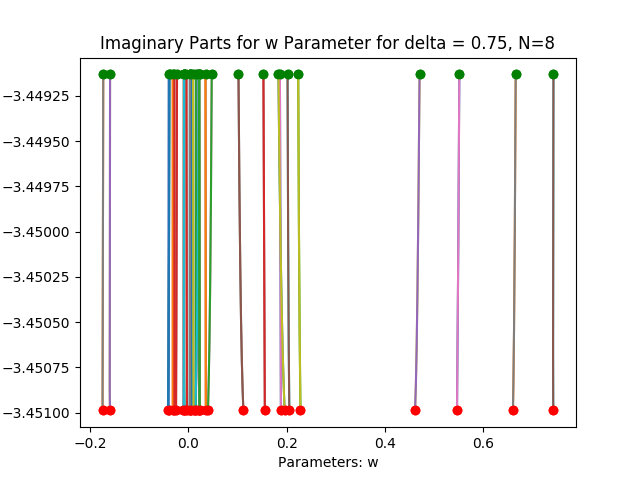 Imaginary Parts for w Parameter for delta = 0.75, N=8
−3.44925
−3.44950
−3.44975
−3.45000
−3.45025
−3.45050
−3.45075
−3.45100
−0.2 0.0 0.2 0.4 0.6
Parameters: w